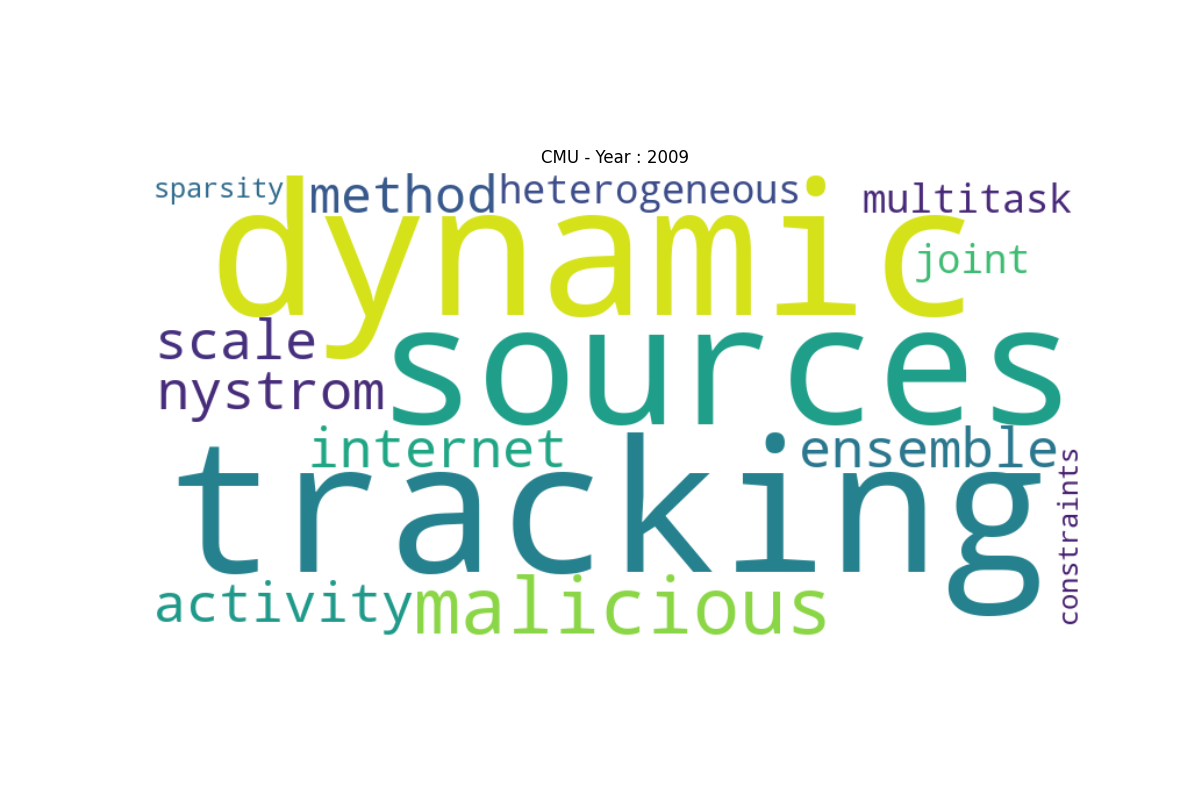 CMU - Year : 2009
sparsity
method
heterogeneous
multitask
dynamic
joint
scale
sources
nystrom
internet
ensemble
tracking
constraints
activity
malicious